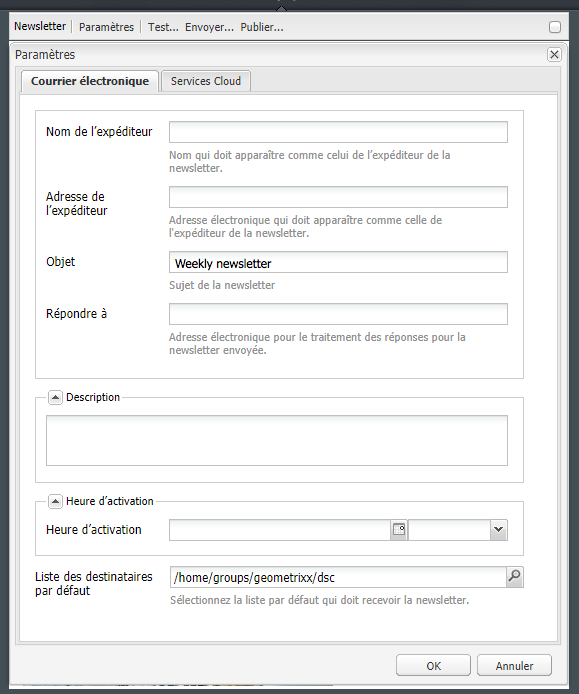 Newsletter Paramètres Test... Envoyer... Publier...
Paramètres
Courrier électronique Services Cloud
Nom de l'expéditeur
Nom qui doit apparaître comme celui de l'expéditeur de la
newsletter.
Adresse de
l'expéditeur
Adresse électronique qui doit apparaître comme celle de
l'expéditeur de la newsletter.
Objet Weekly newsletter
Sujet de la newsletter
Répondre à
Adresse électronique pour le traitement des réponses pour la
newsletter envoyée.
Description
Heure d'activation
Heure d'activation
Liste des destinataires
par défaut
/home/groups/geometrixx/dsc
Sélectionnez la liste par défaut qui doit recevoir la newsletter.
OK Annuler